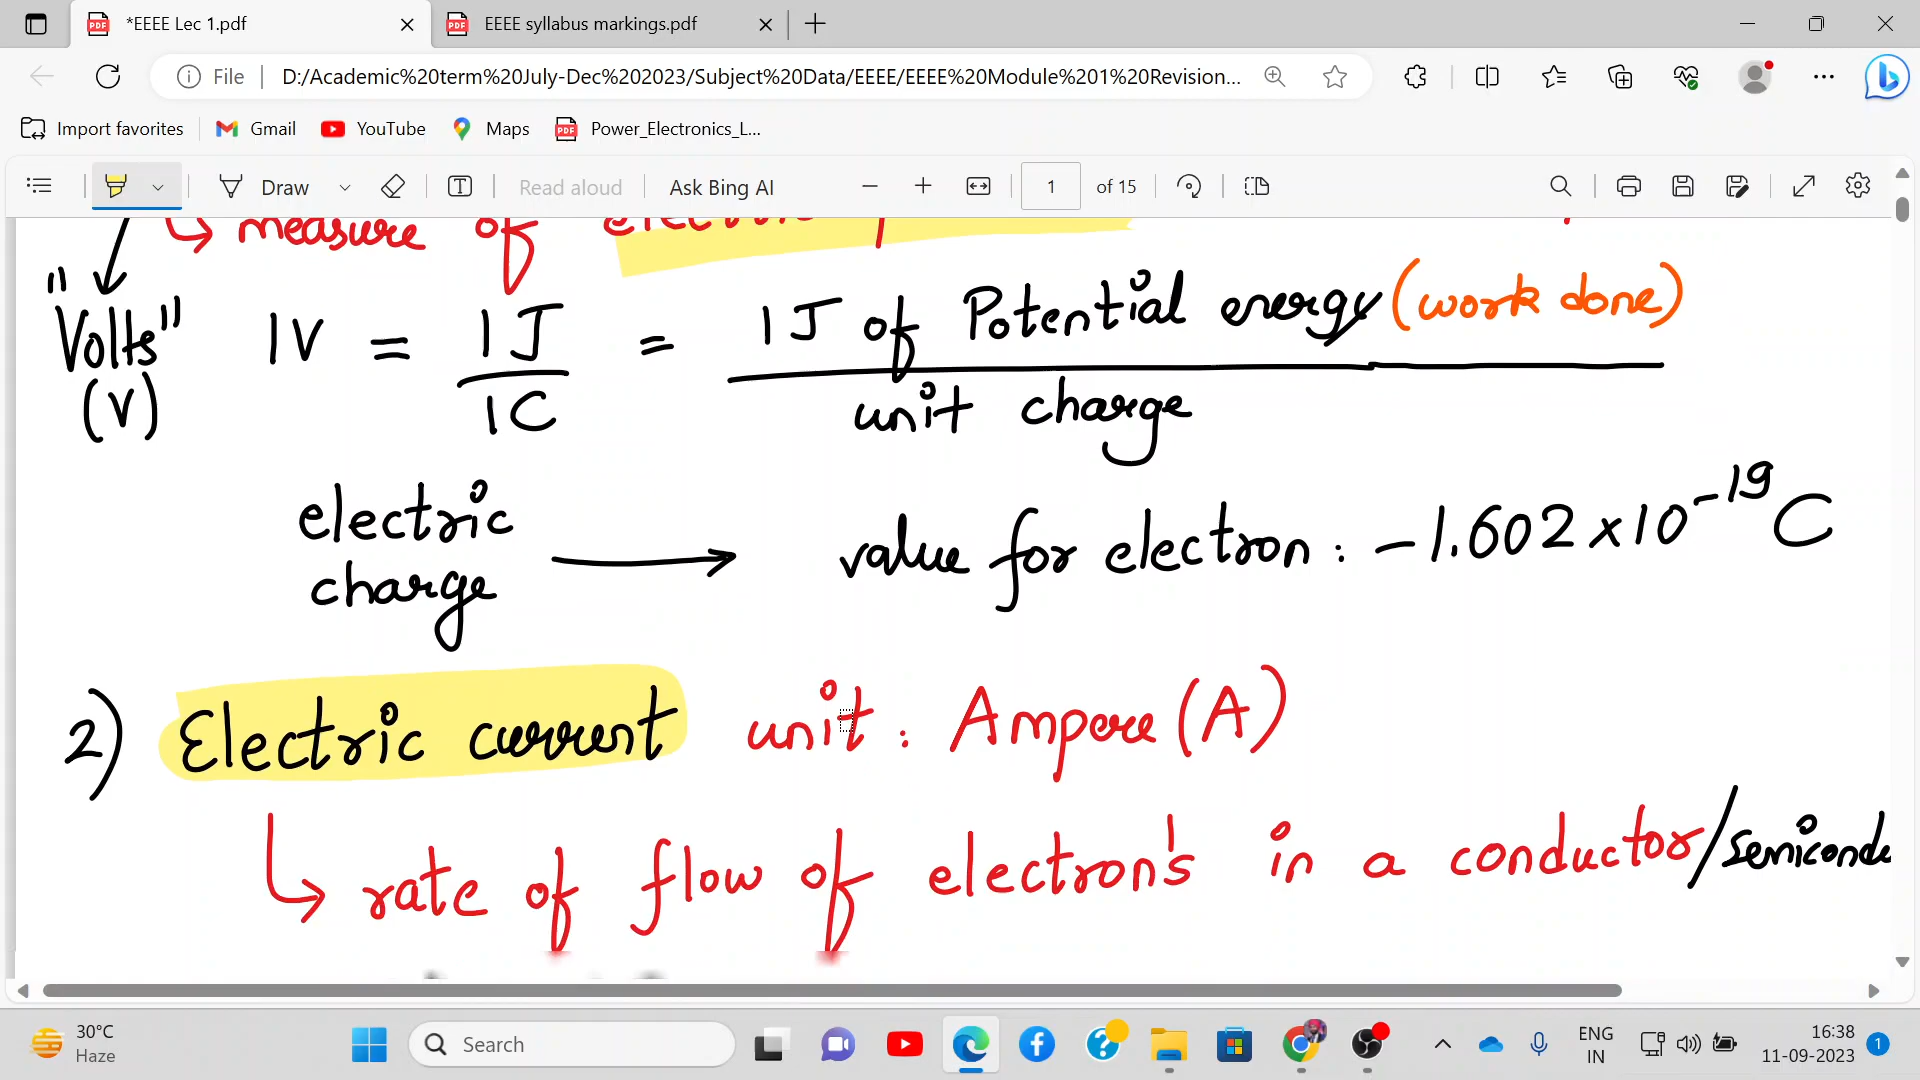 *EEEE Lec 1.pdf
EEEE syllabus markings.pdf
File
D:/Academic%20term%20July-Dec%202023/Subject%20Data/EEEE/EEEE%20Module%201%20Revision...
Import favorites
Gmail
YouTube
Maps
Power_Electronics_L...
Draw
Read aloud
Ask Bing AI
1 of 15
↳ measure of
"Volts" (V)
1V = 1J / 1C = 1J of Potential energy (work done) / unit charge
electric charge → value for electron : -1.602 x 10⁻¹⁹ C
2) Electric current unit : Ampere (A)
↳ rate of flow of electron's in a conductor/Semicond
30°C
Haze
Search
ENG
IN
16:38
11-09-2023
1